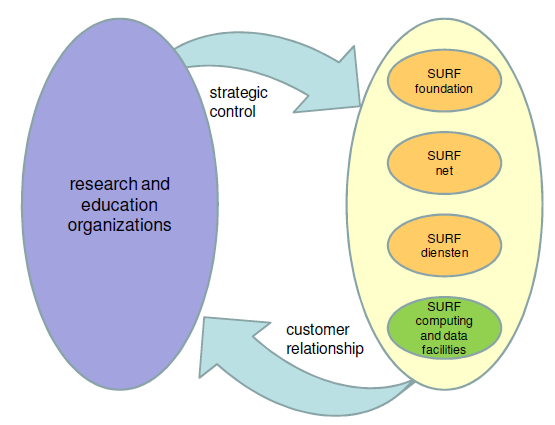 research and
education
organizations
strategic
control
SURF
foundation
SURF
net
SURF
diensten
SURF
computing
and data
facilities
customer
relationship